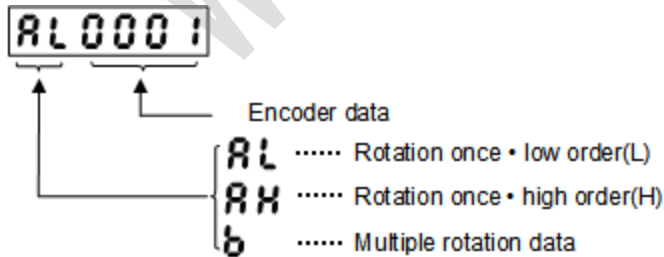 AL0001
Encoder data
AL ······ Rotation once • low order(L)
AH ······ Rotation once • high order(H)
b ······ Multiple rotation data